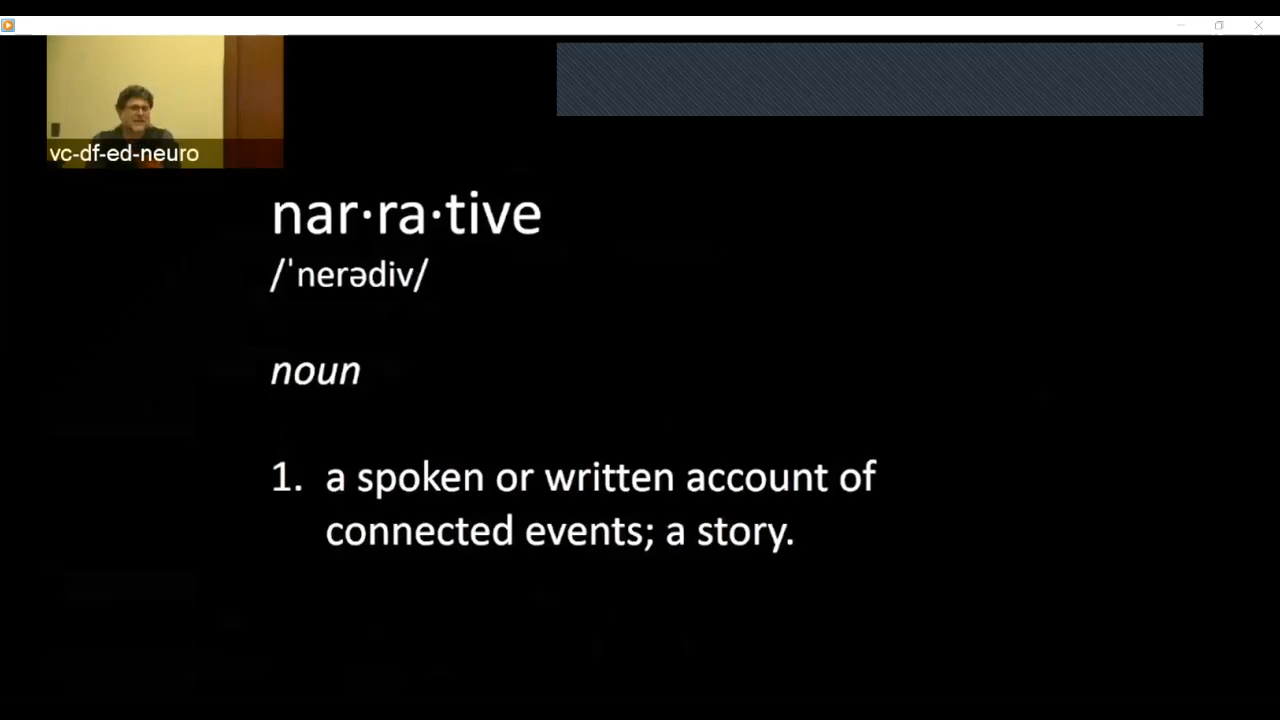 vc-df-ed-neuro
nar·ra·tive
/ˈnerədiv/
noun
1. a spoken or written account of
connected events; a story.